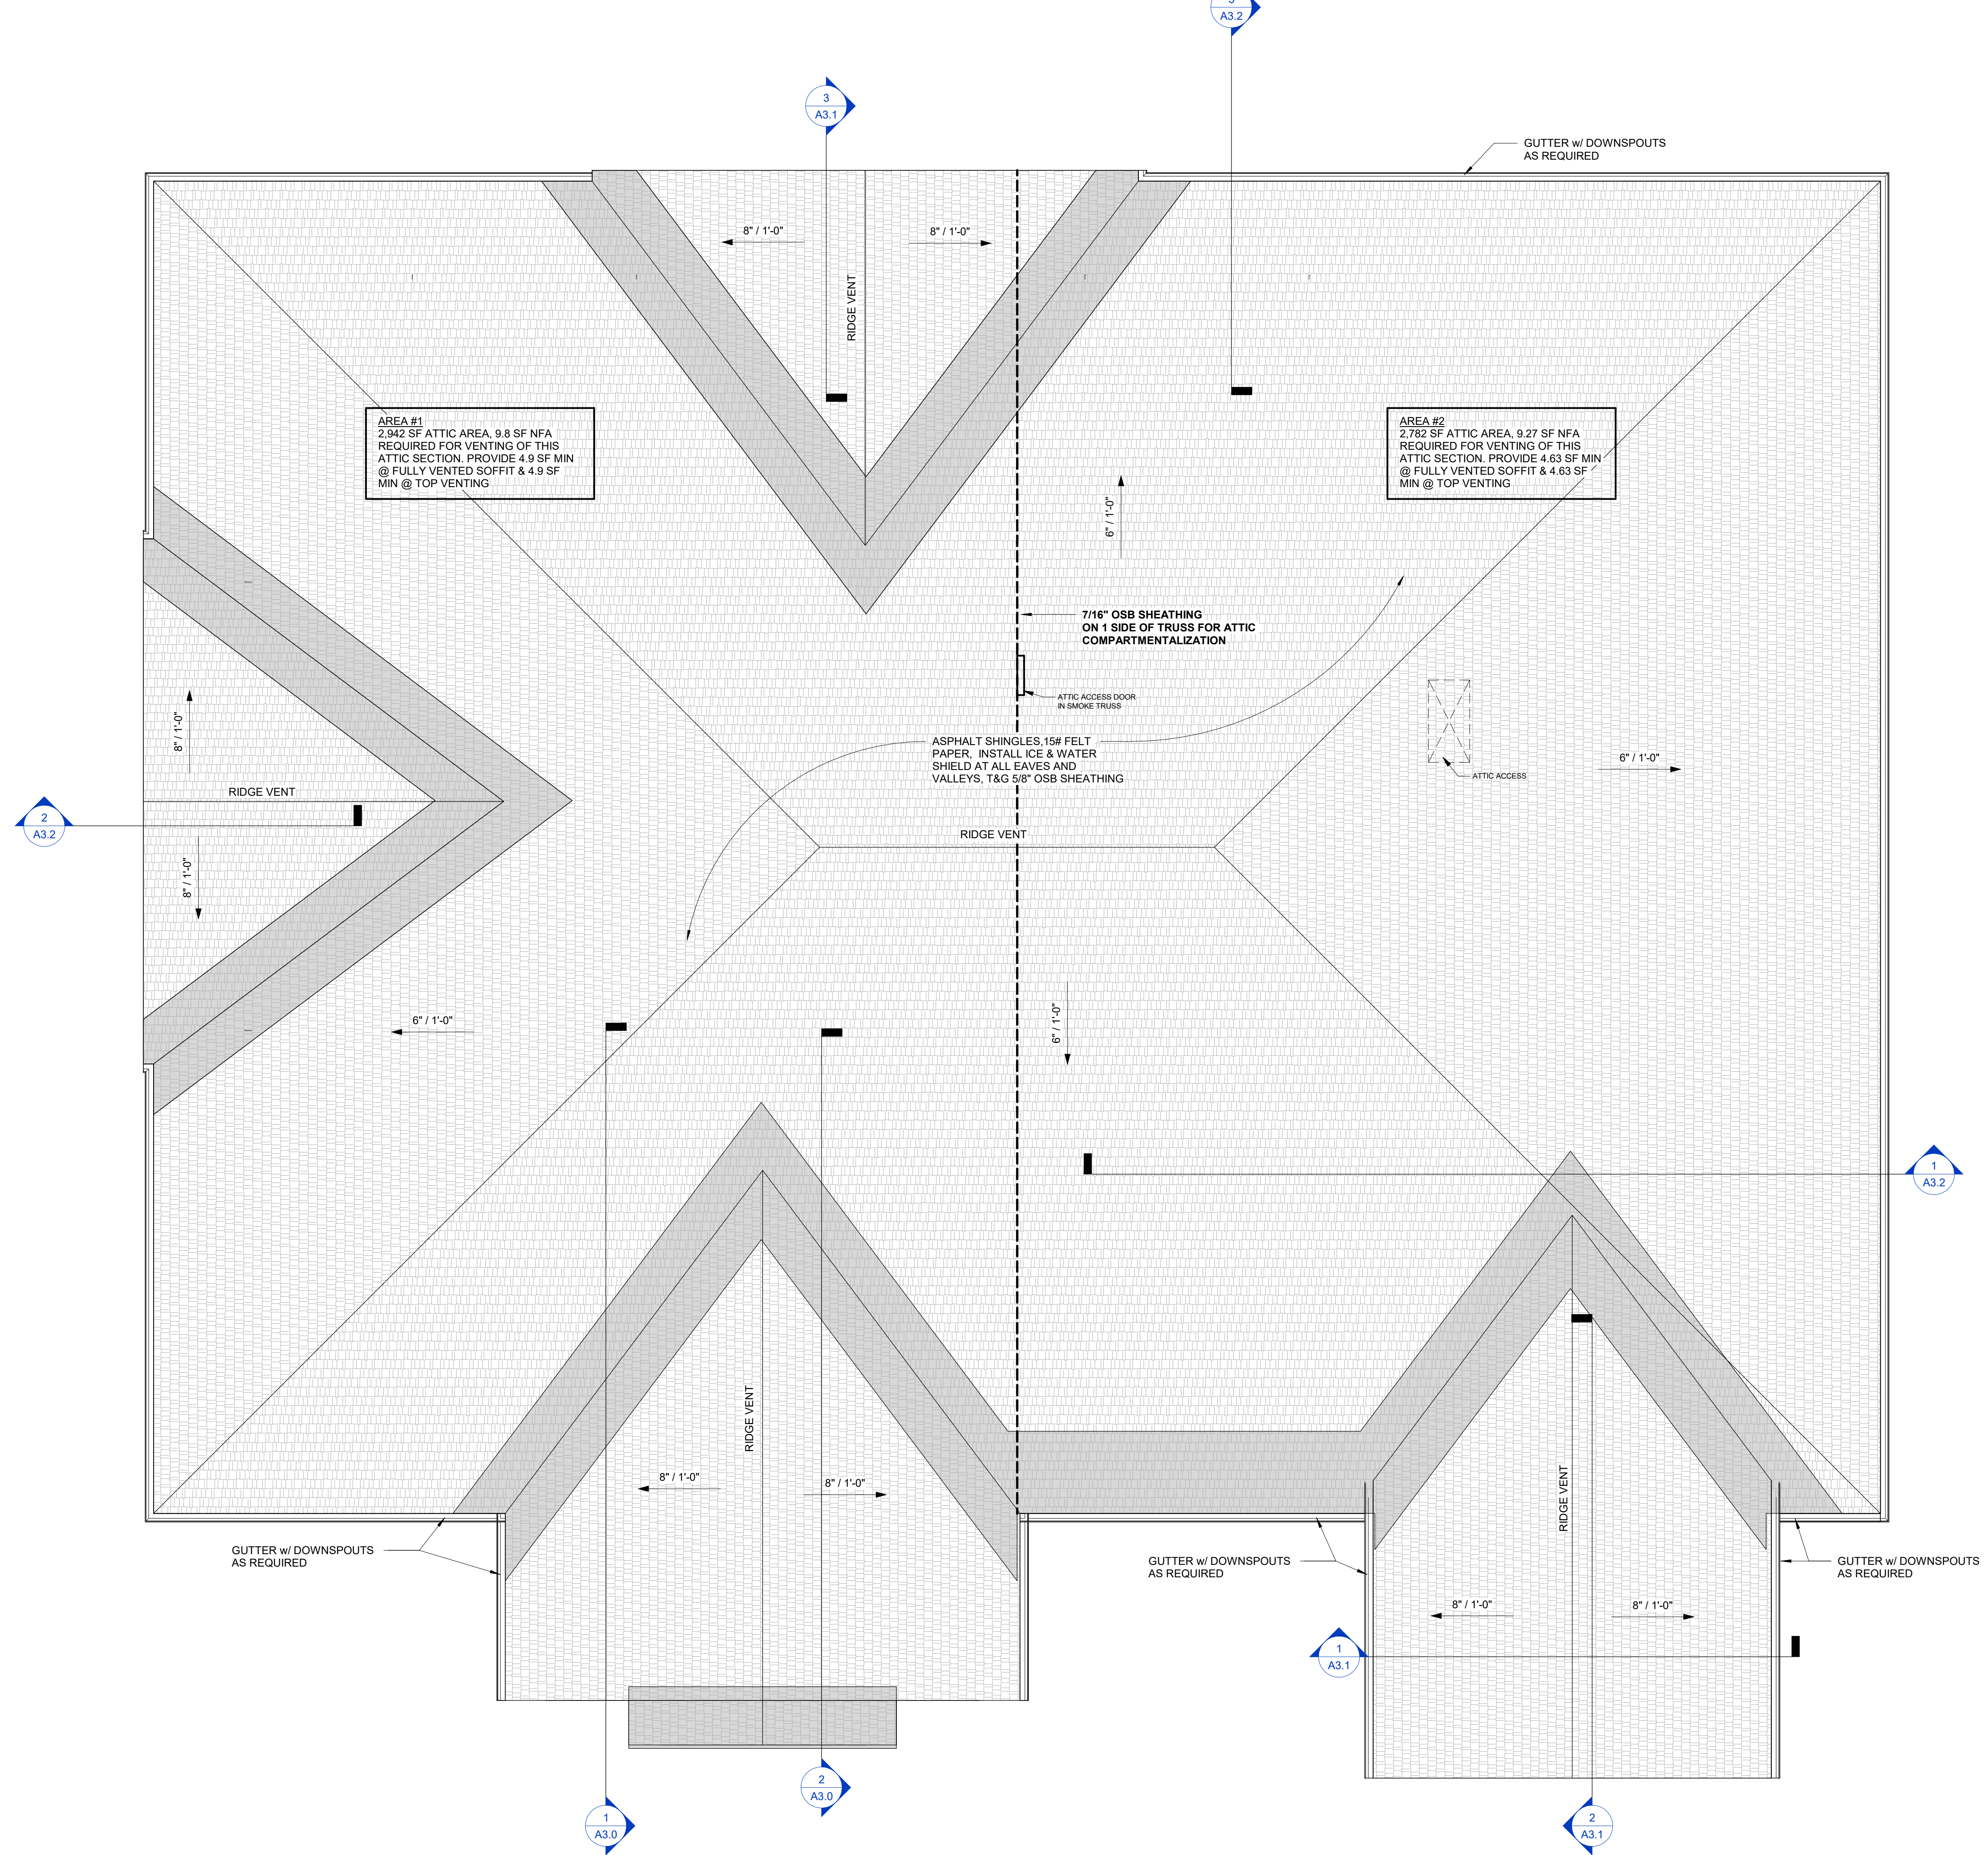 3
A3.2
3
A3.1
GUTTER w/ DOWNSPOUTS
AS REQUIRED
8" / 1'-0"
8" / 1'-0"
RIDGE VENT
AREA #1
2,942 SF ATTIC AREA, 9.8 SF NFA
REQUIRED FOR VENTING OF THIS
ATTIC SECTION. PROVIDE 4.9 SF MIN
@ FULLY VENTED SOFFIT & 4.9 SF
MIN @ TOP VENTING
AREA #2
2,782 SF ATTIC AREA, 9.27 SF NFA
REQUIRED FOR VENTING OF THIS
ATTIC SECTION. PROVIDE 4.63 SF MIN
@ FULLY VENTED SOFFIT & 4.63 SF
MIN @ TOP VENTING
6" / 1'-0"
7/16" OSB SHEATHING
ON 1 SIDE OF TRUSS FOR ATTIC
COMPARTMENTALIZATION
ATTIC ACCESS DOOR
IN SMOKE TRUSS
8" / 1'-0"
ASPHALT SHINGLES,15# FELT
PAPER, INSTALL ICE & WATER
SHIELD AT ALL EAVES AND
VALLEYS, T&G 5/8" OSB SHEATHING
6" / 1'-0"
ATTIC ACCESS
RIDGE VENT
2
A3.2
RIDGE VENT
8" / 1'-0"
6" / 1'-0"
6" / 1'-0"
1
A3.2
RIDGE VENT
8" / 1'-0"
8" / 1'-0"
RIDGE VENT
GUTTER w/ DOWNSPOUTS
AS REQUIRED
GUTTER w/ DOWNSPOUTS
AS REQUIRED
GUTTER w/ DOWNSPOUTS
AS REQUIRED
8" / 1'-0"
8" / 1'-0"
1
A3.1
2
A3.0
1
A3.0
2
A3.1